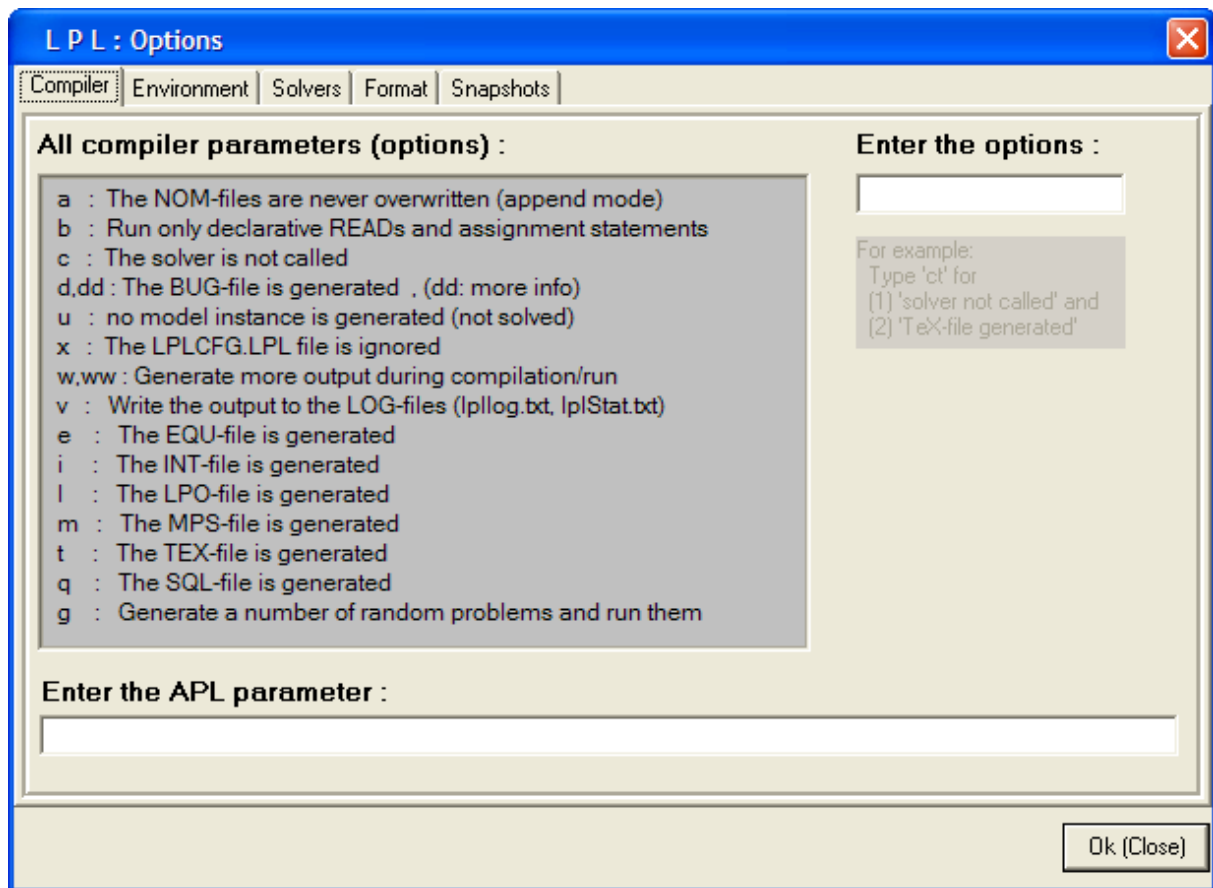 L P L : Options
Compiler Environment Solvers Format Snapshots
All compiler parameters (options) :
a : The NOM-files are never overwritten (append mode)
b : Run only declarative READs and assignment statements
c : The solver is not called
d,dd : The BUG-file is generated , (dd: more info)
u : no model instance is generated (not solved)
x : The LPLCFG.LPL file is ignored
w,ww : Generate more output during compilation/run
v : Write the output to the LOG-files (lpllog.txt, lplStat.txt)
e : The EQU-file is generated
i : The INT-file is generated
l : The LPO-file is generated
m : The MPS-file is generated
t : The TEX-file is generated
q : The SQL-file is generated
g : Generate a number of random problems and run them
Enter the options :
For example:
Type 'ct' for
(1) 'solver not called' and
(2) 'TeX-file generated'
Enter the APL parameter :
Ok (Close)